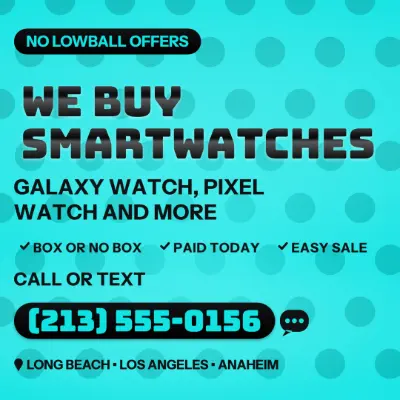 NO LOWBALL OFFERS
WE BUY
SMARTWATCHES
GALAXY WATCH, PIXEL
WATCH AND MORE
✓ BOX OR NO BOX ✓ PAID TODAY ✓ EASY SALE
CALL OR TEXT
(213) 555-0156
LONG BEACH • LOS ANGELES • ANAHEIM